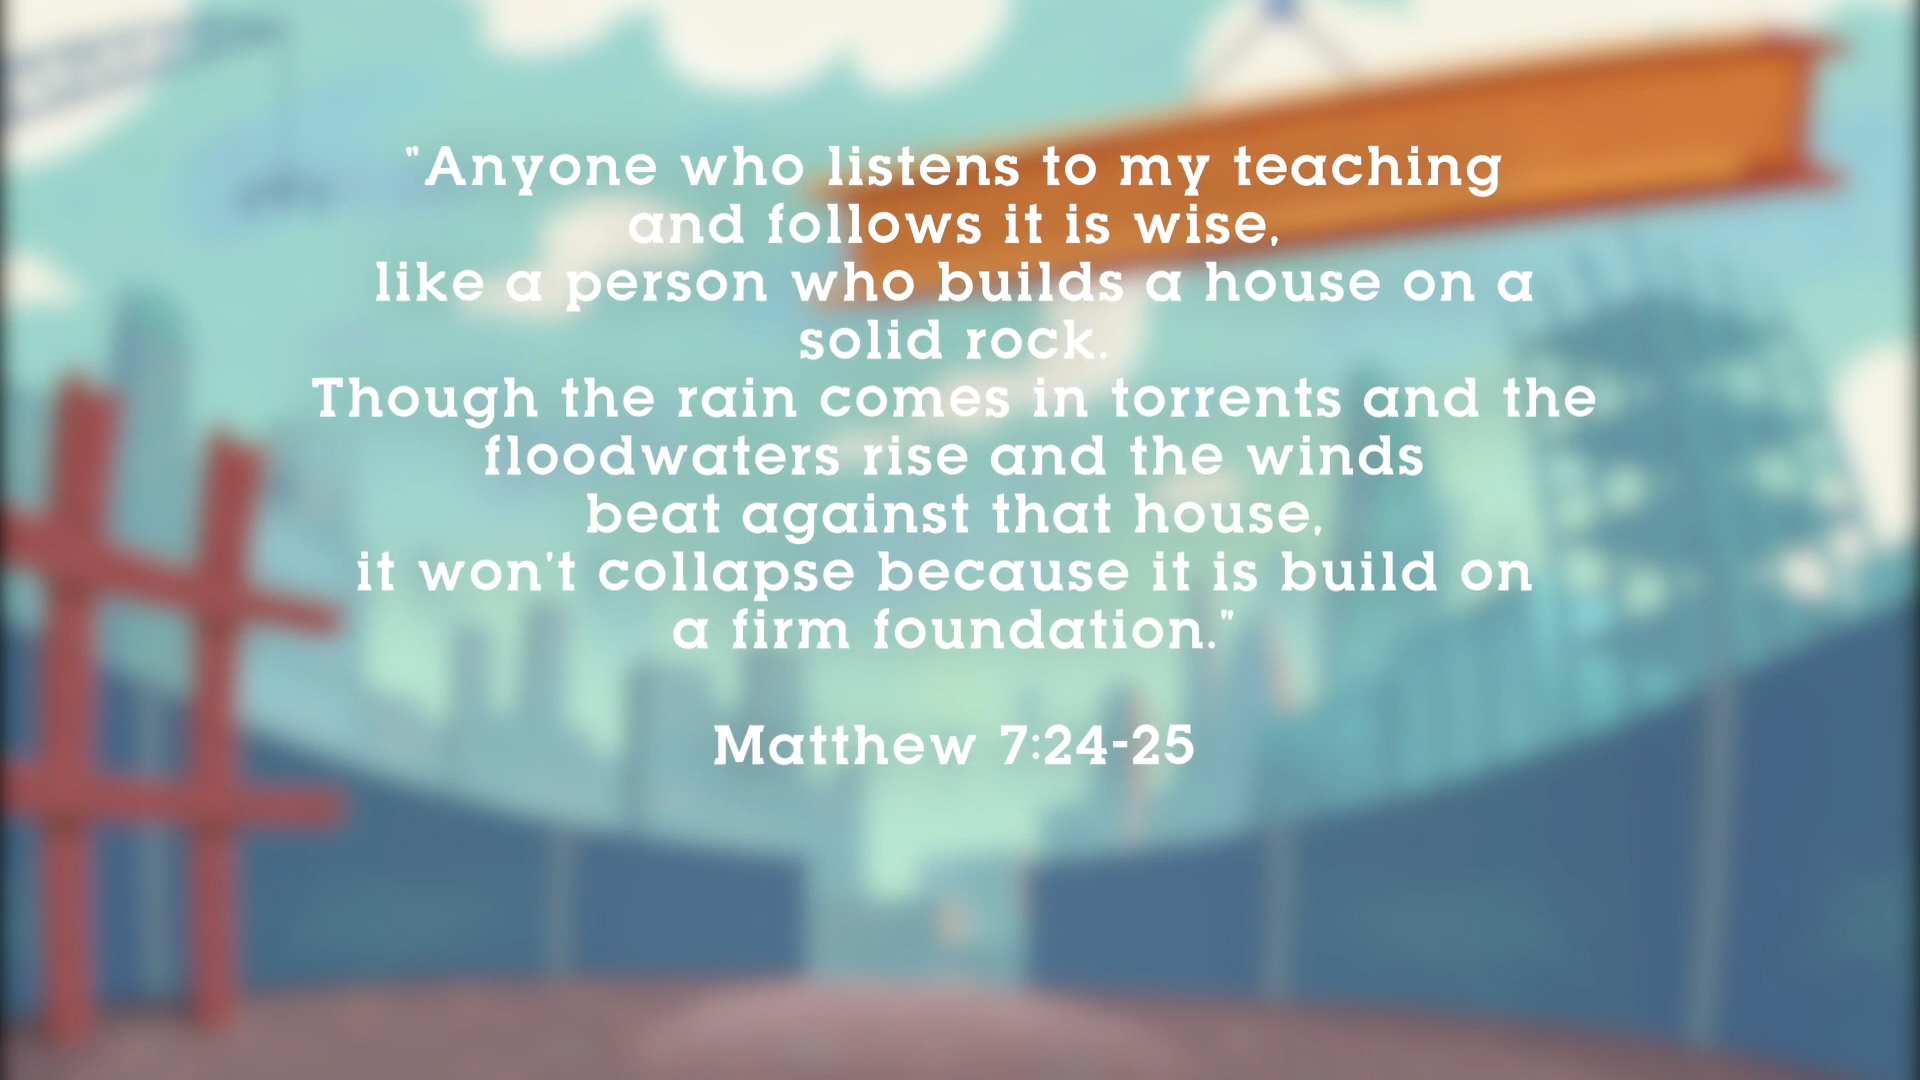 "Anyone who listens to my teaching
and follows it is wise,
like a person who builds a house on a
solid rock.
Though the rain comes in torrents and the
floodwaters rise and the winds
beat against that house,
it won't collapse because it is build on
a firm foundation."
Matthew 7:24-25